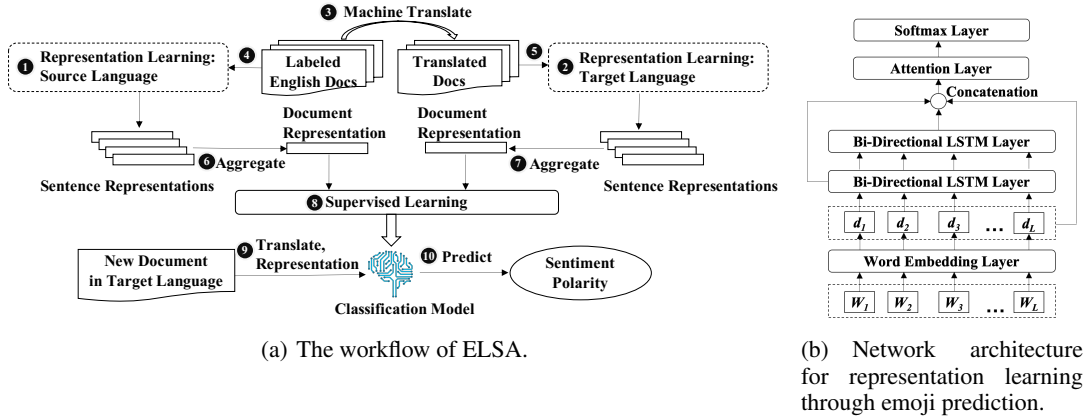 3 Machine Translate
1 Representation Learning:
Source Language
4
Labeled
English Docs
Translated
Docs
5
2 Representation Learning:
Target Language
Document
Representation
Document
Representation
6 Aggregate
7 Aggregate
Sentence Representations
Sentence Representations
8 Supervised Learning
New Document
in Target Language
9 Translate,
Representation
10 Predict
Sentiment
Polarity
Classification Model
(a) The workflow of ELSA.
Softmax Layer
Attention Layer
Concatenation
Bi-Directional LSTM Layer
Bi-Directional LSTM Layer
d1 d2 d3 ... dL
Word Embedding Layer
W1 W2 W3 ... WL
(b) Network architecture
for representation learning
through emoji prediction.